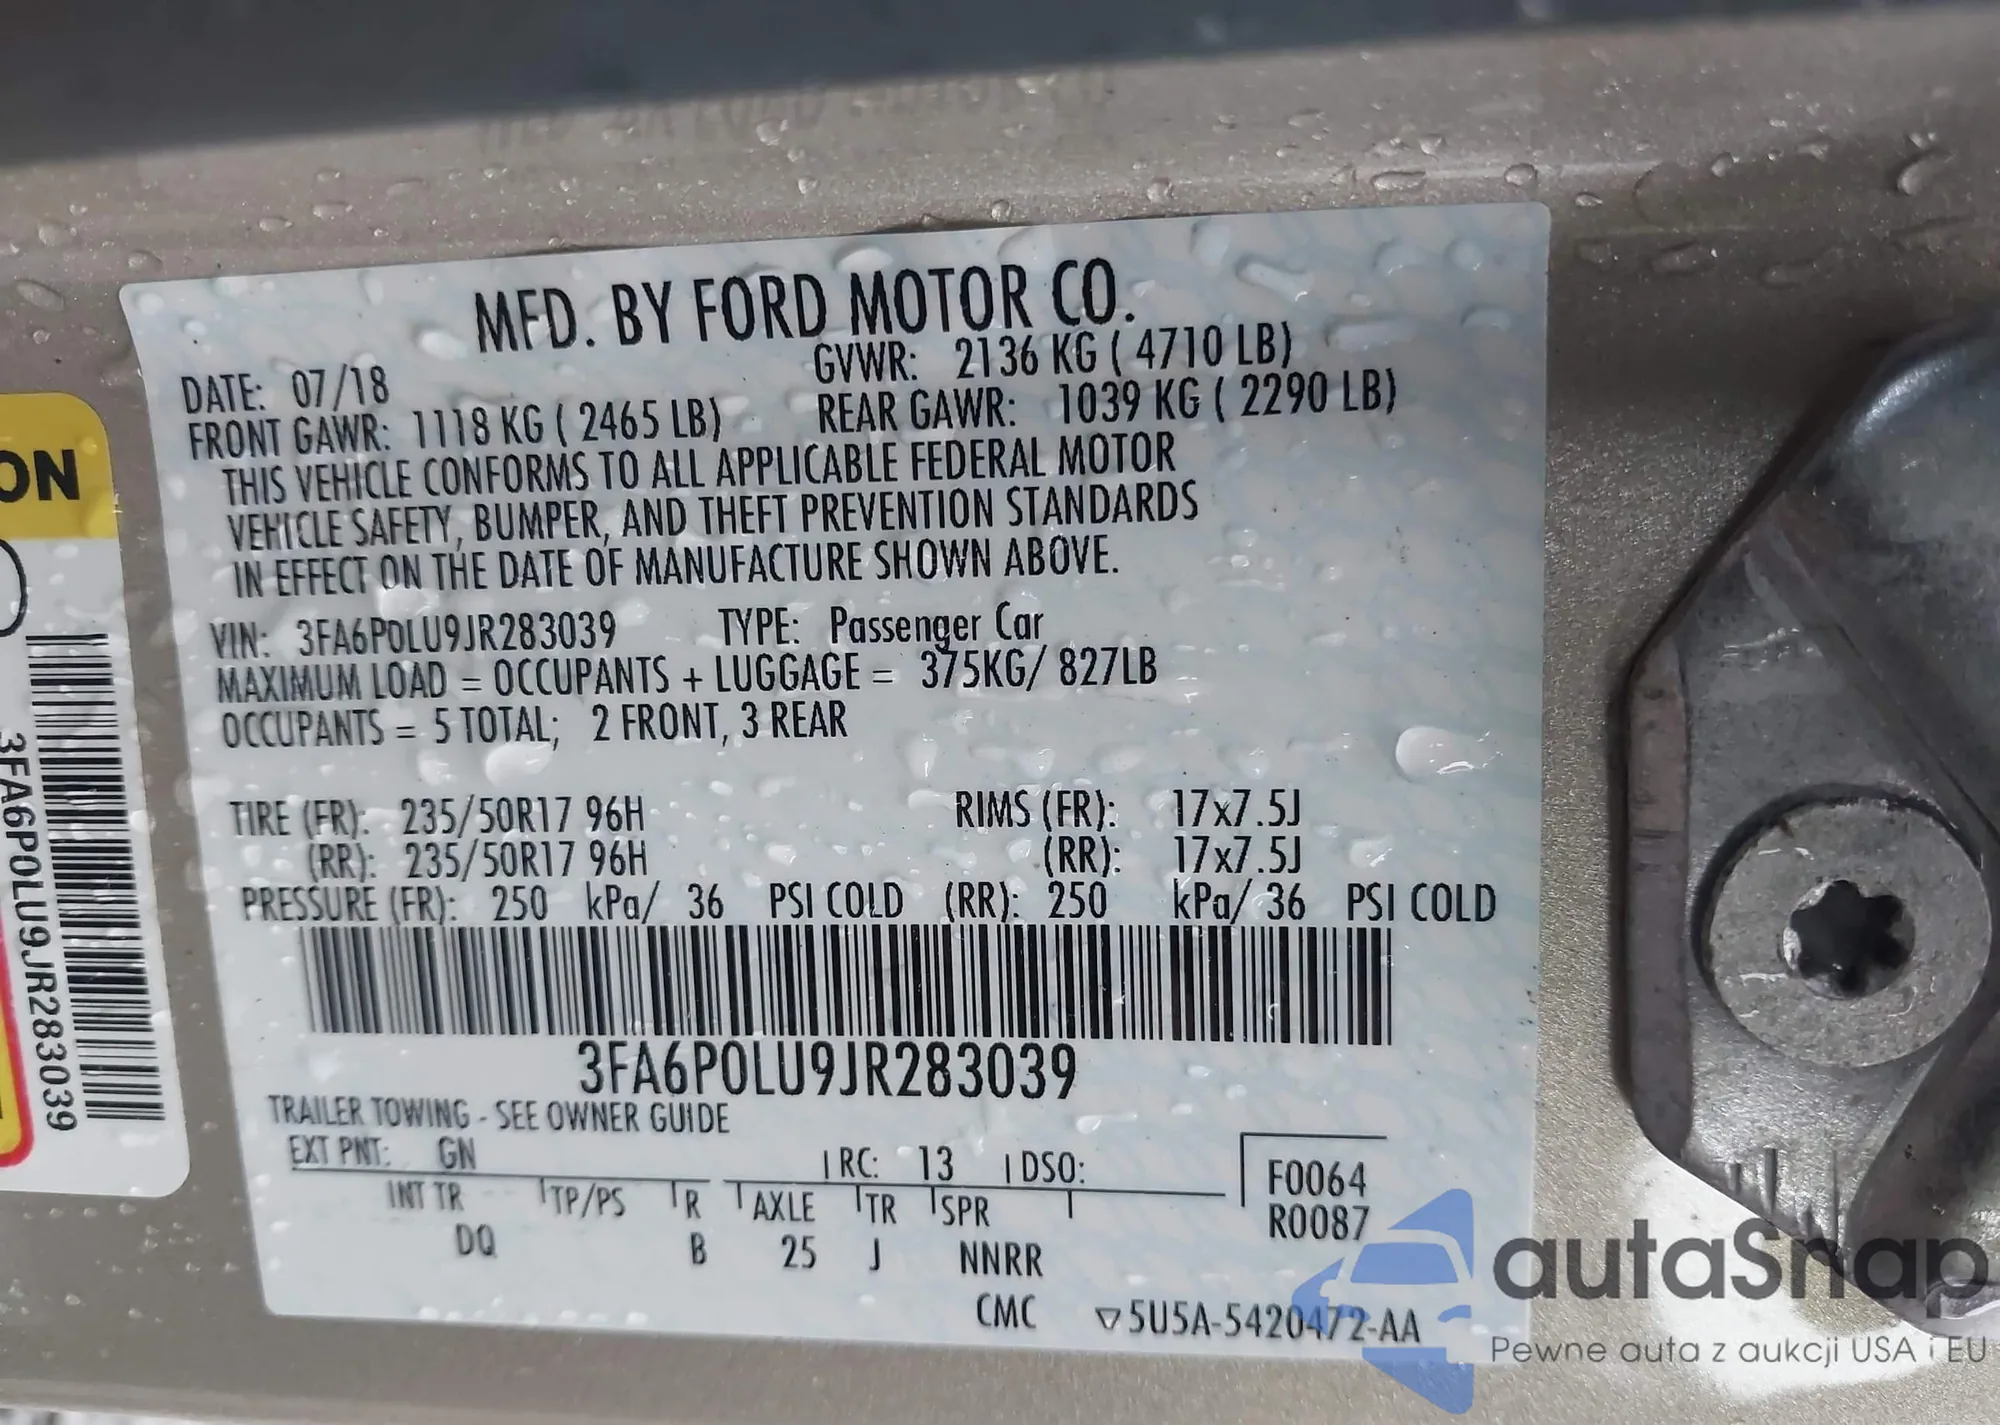 MFD. BY FORD MOTOR CO.
DATE: 07/18
GVWR: 2136 KG ( 4710 LB)
FRONT GAWR: 1118 KG ( 2465 LB)
REAR GAWR: 1039 KG ( 2290 LB)
THIS VEHICLE CONFORMS TO ALL APPLICABLE FEDERAL MOTOR
VEHICLE SAFETY, BUMPER, AND THEFT PREVENTION STANDARDS
IN EFFECT ON THE DATE OF MANUFACTURE SHOWN ABOVE.
VIN: 3FA6P0LU9JR283039 TYPE: Passenger Car
MAXIMUM LOAD = OCCUPANTS + LUGGAGE = 375KG/ 827LB
OCCUPANTS = 5 TOTAL; 2 FRONT, 3 REAR
TIRE (FR): 235/50R17 96H RIMS (FR): 17x7.5J
(RR): 235/50R17 96H (RR): 17x7.5J
PRESSURE (FR): 250 kPa/ 36 PSI COLD (RR): 250 kPa/ 36 PSI COLD
3FA6P0LU9JR283039
TRAILER TOWING - SEE OWNER GUIDE
EXT PNT: GN RC: 13 DSO:
INT TR TP/PS R AXLE TR SPR
DQ B 25 J NNRR
F0064
R0087
CMC ▽5U5A-5420472-AA
ON
3FA6P0LU9JR283039
autaSnap
Pewne auta z aukcji USA i EU